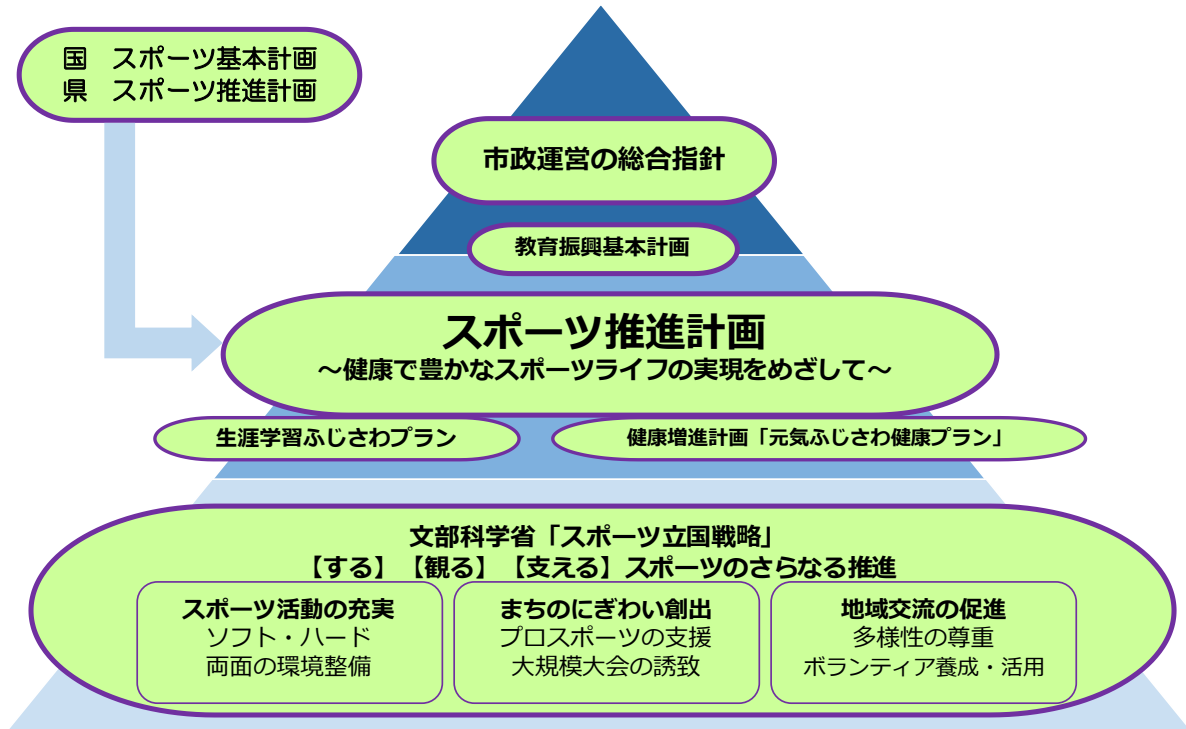 国　スポーツ基本計画
県　スポーツ推進計画
市政運営の総合指針
教育振興基本計画
スポーツ推進計画
～健康で豊かなスポーツライフの実現をめざして～
生涯学習ふじさわプラン
健康増進計画「元気ふじさわ健康プラン」
文部科学省「スポーツ立国戦略」
【する】【観る】【支える】スポーツのさらなる推進
スポーツ活動の充実
ソフト・ハード
両面の環境整備
まちのにぎわい創出
プロスポーツの支援
大規模大会の誘致
地域交流の促進
多様性の尊重
ボランティア養成・活用